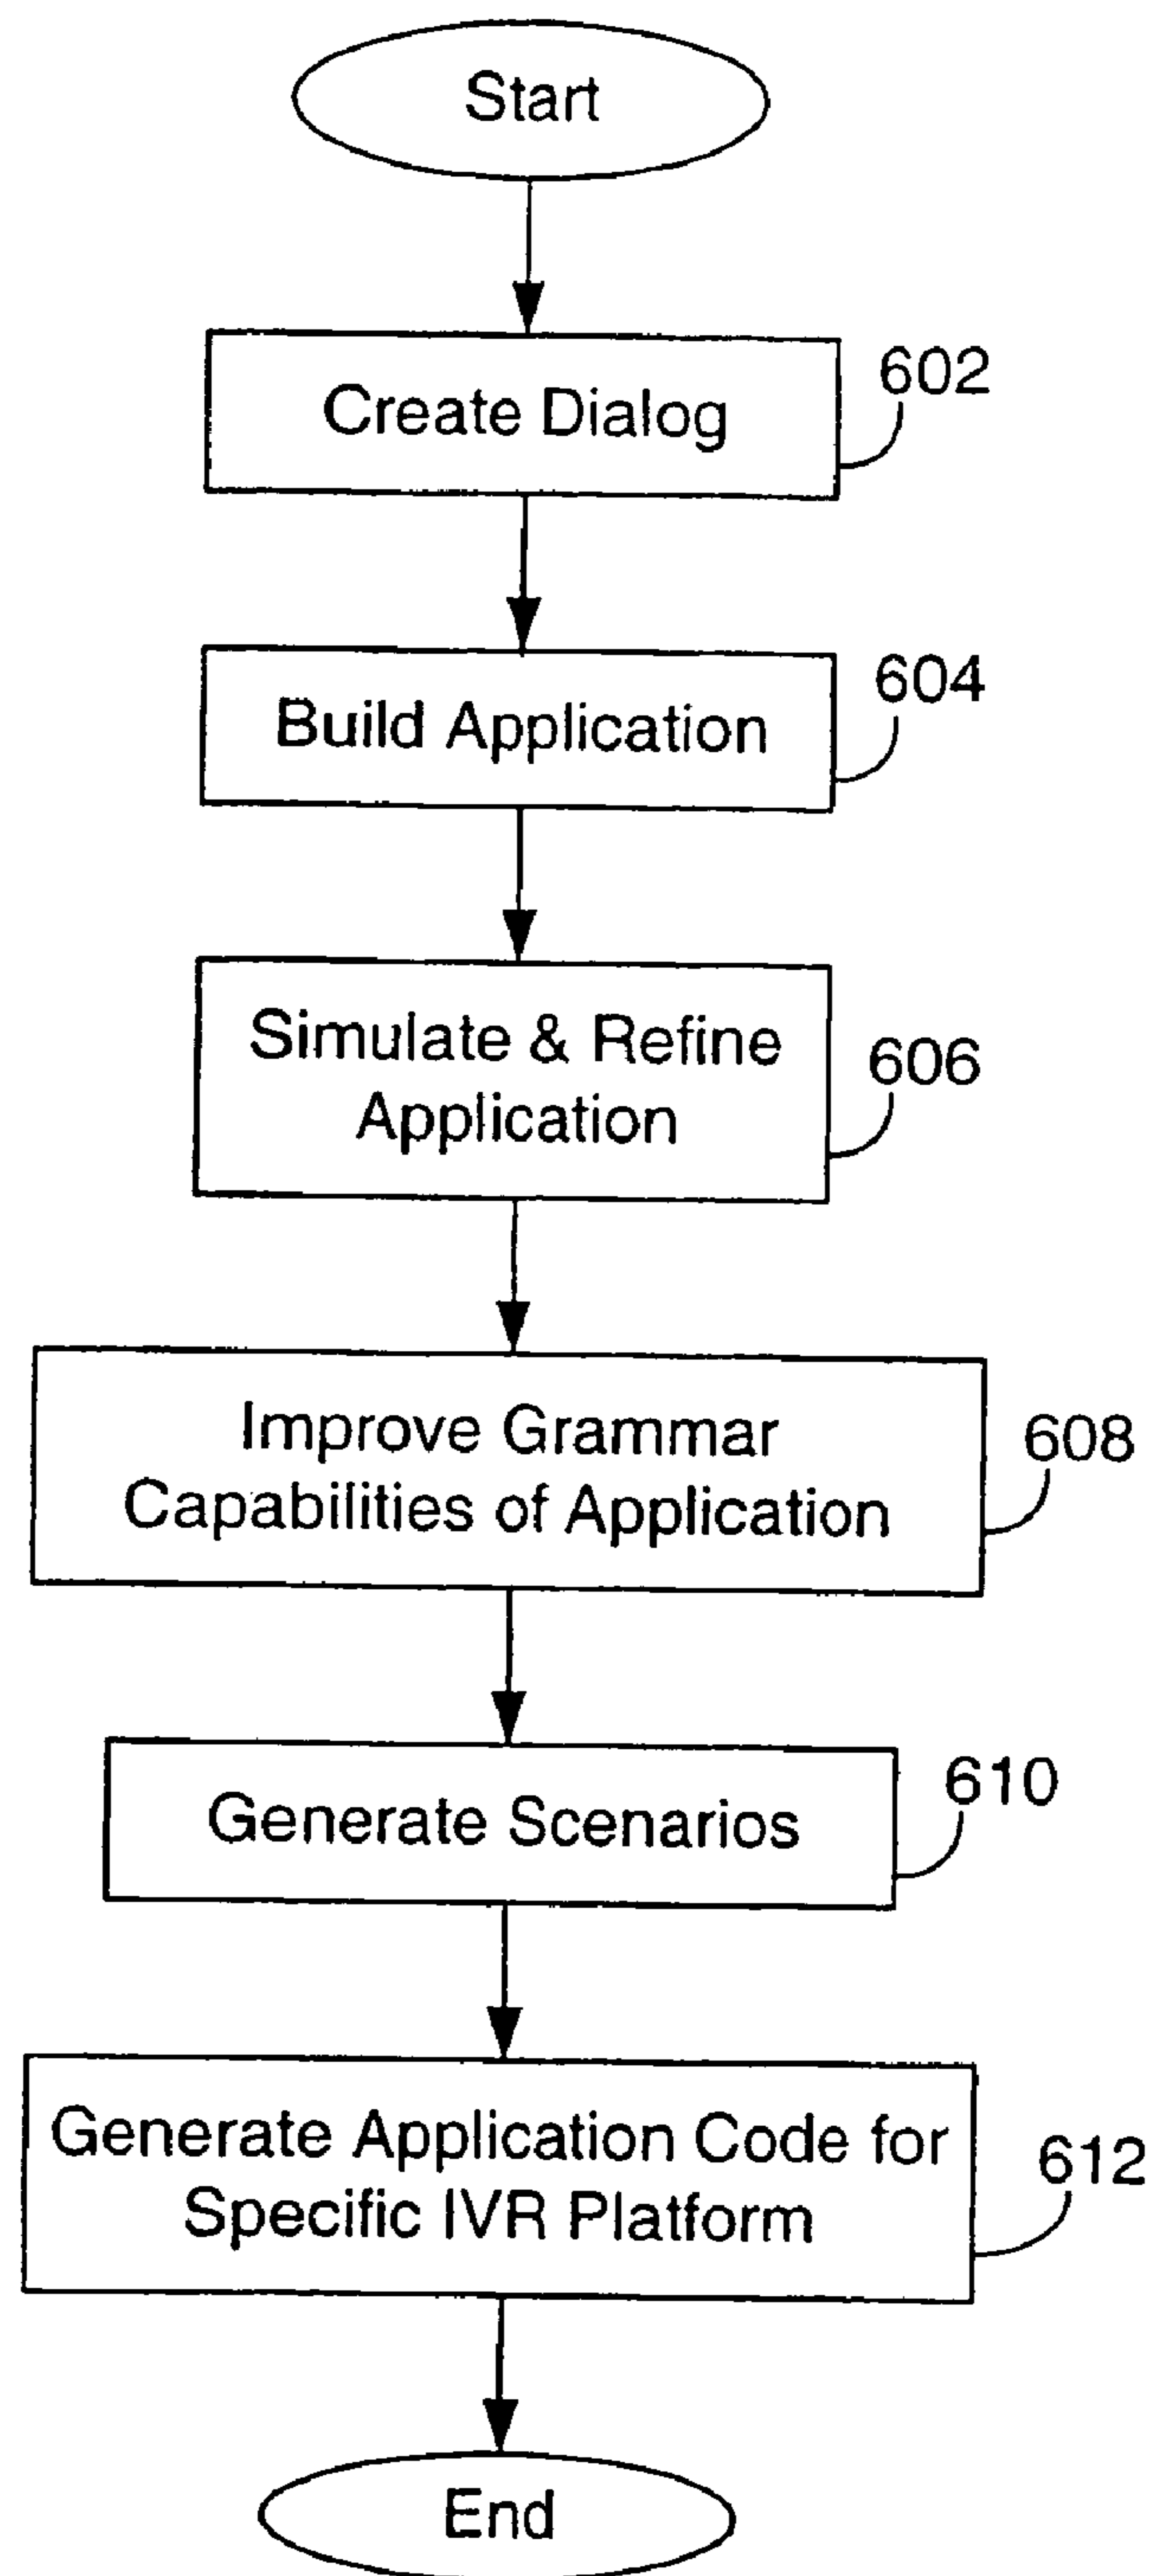 Start
Create Dialog
602
Build Application
604
Simulate & Refine
Application
606
Improve Grammar
Capabilities of Application
608
Generate Scenarios
610
Generate Application Code for
Specific IVR Platform
612
End